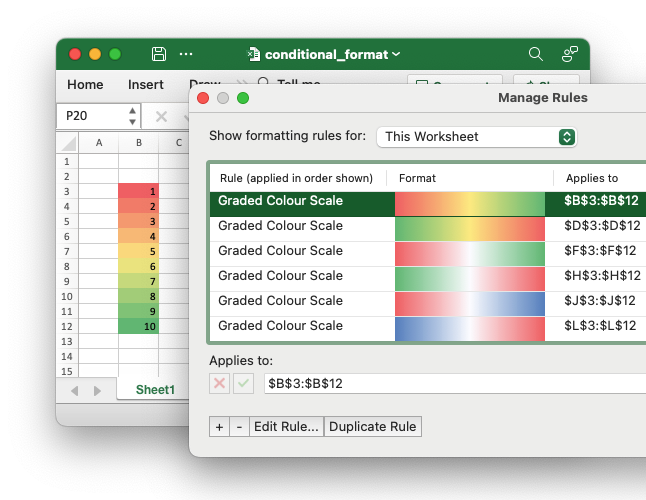 conditional_format
Home Insert Draw Tell me
P20
A B C
1
2
3 1
4 2
5 3
6 4
7 5
8 6
9 7
10 8
11 9
12 10
13
14
15
Sheet1
Manage Rules
Show formatting rules for: This Worksheet
Rule (applied in order shown) Format Applies to
Graded Colour Scale $B$3:$B$12
Graded Colour Scale $D$3:$D$12
Graded Colour Scale $F$3:$F$12
Graded Colour Scale $H$3:$H$12
Graded Colour Scale $J$3:$J$12
Graded Colour Scale $L$3:$L$12
Applies to:
$B$3:$B$12
+ - Edit Rule... Duplicate Rule